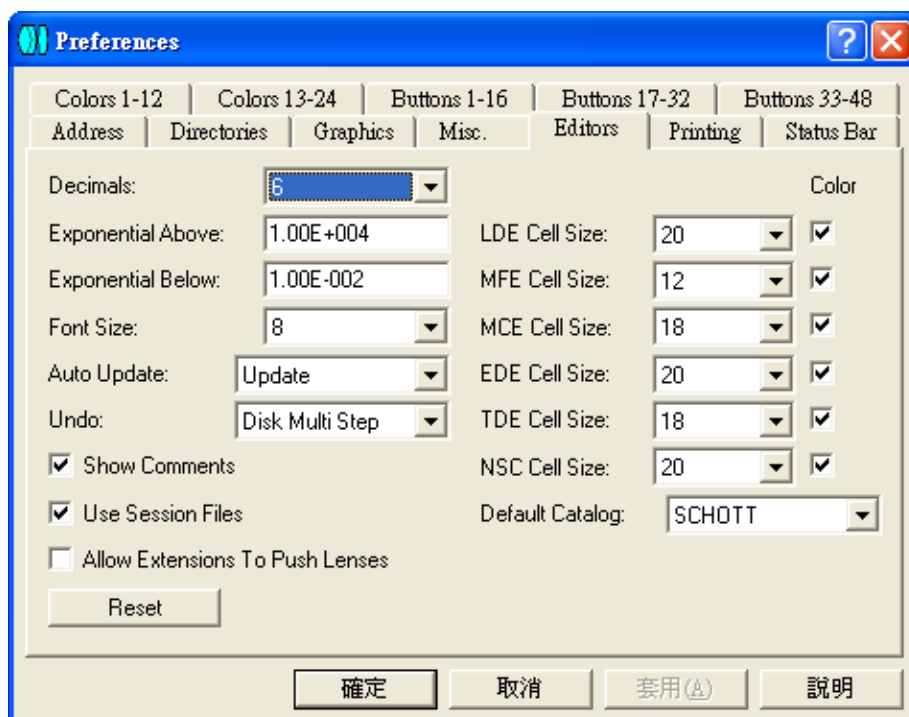 Preferences
Colors 1-12 Colors 13-24 Buttons 1-16 Buttons 17-32 Buttons 33-48
Address Directories Graphics Misc. Editors Printing Status Bar
Decimals: 6 Color
Exponential Above: 1.00E+004 LDE Cell Size: 20
Exponential Below: 1.00E-002 MFE Cell Size: 12
Font Size: 8 MCE Cell Size: 18
Auto Update: Update EDE Cell Size: 20
Undo: Disk Multi Step TDE Cell Size: 18
Show Comments NSC Cell Size: 20
Use Session Files Default Catalog: SCHOTT
Allow Extensions To Push Lenses
Reset
確定 取消 套用(A) 說明